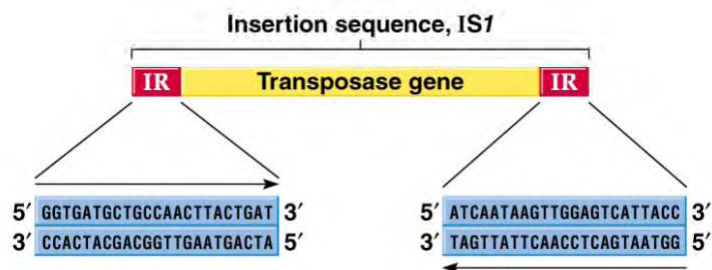 Insertion sequence, IS1
IR Transposase gene IR
5′ GGTGATGCTGCCAACTTACTGAT 3′
3′ CCACTACGACGGTTGAATGACTA 5′
5′ ATCAATAAGTTGGAGTCATTACC 3′
3′ TAGTTATTCAACCTCAGTAATGG 5′